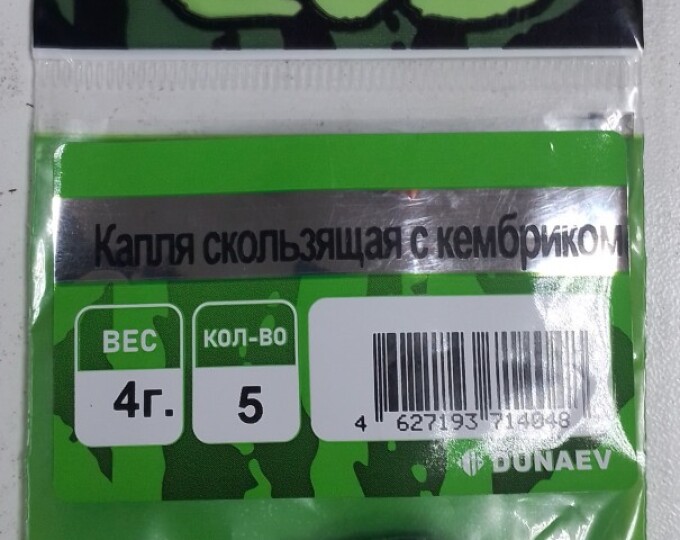 Капля скользящая с кембриком
ВЕС КОЛ-ВО
4г. 5
4 627193 714048
DUNAEV